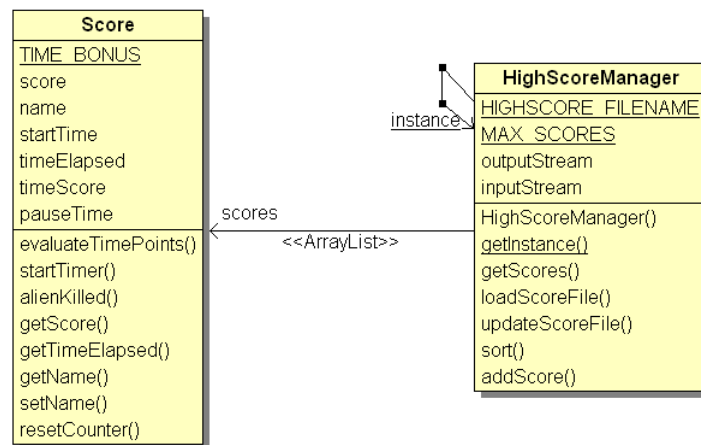 Score
TIME_BONUS
score
name
startTime
timeElapsed
timeScore
pauseTime
evaluateTimePoints()
startTimer()
alienKilled()
getScore()
getTimeElapsed()
getName()
setName()
resetCounter()
scores
<<ArrayList>>
instance
HighScoreManager
HIGHSCORE_FILENAME
MAX_SCORES
outputStream
inputStream
HighScoreManager()
getInstance()
getScores()
loadScoreFile()
updateScoreFile()
sort()
addScore()